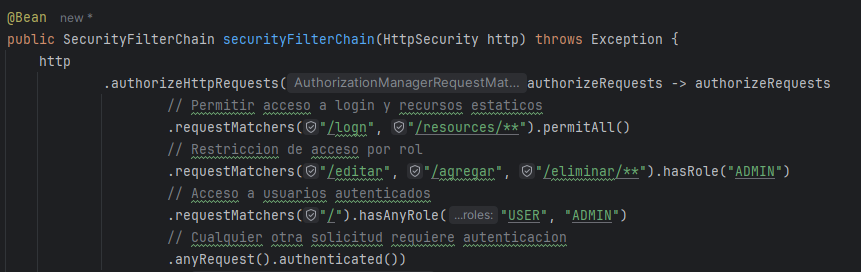 @Bean new *
public SecurityFilterChain securityFilterChain(HttpSecurity http) throws Exception {
http
.authorizeHttpRequests( AuthorizationManagerRequestMat... authorizeRequests -> authorizeRequests
// Permitir acceso a login y recursos estaticos
.requestMatchers("/logn", "/resources/**").permitAll()
// Restriccion de acceso por rol
.requestMatchers("/editar", "/agregar", "/eliminar/**").hasRole("ADMIN")
// Acceso a usuarios autenticados
.requestMatchers("/").hasAnyRole( ...roles: "USER", "ADMIN")
// Cualquier otra solicitud requiere autenticacion
.anyRequest().authenticated())